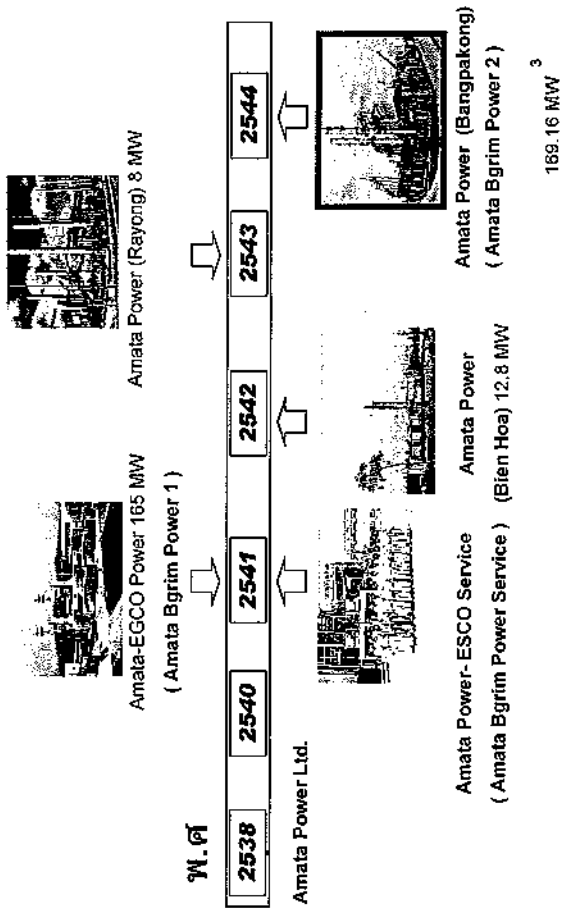 Amata-EGCO Power 165 MW
( Amata Bgrim Power 1 )
Amata Power (Rayong) 8 MW
พ.ศ
2538
2540
2541
2542
2543
2544
Amata Power Ltd.
Amata Power- ESCO Service
( Amata Bgrim Power Service )
Amata Power
(Bien Hoa) 12.8 MW
Amata Power (Bangpakong)
( Amata Bgrim Power 2 )
169.16 MW
3